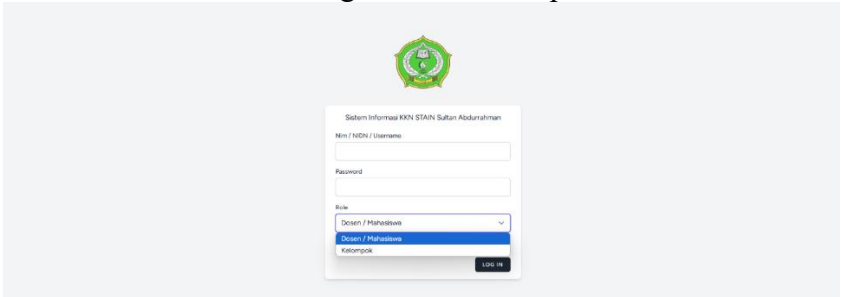 Sistem Informasi KKN STAIN Sultan Abdurrahman
Nim / NIDN / Username
Password
Role
Dosen / Mahasiswa
Dosen / Mahasiswa
Kelompok
LOG IN